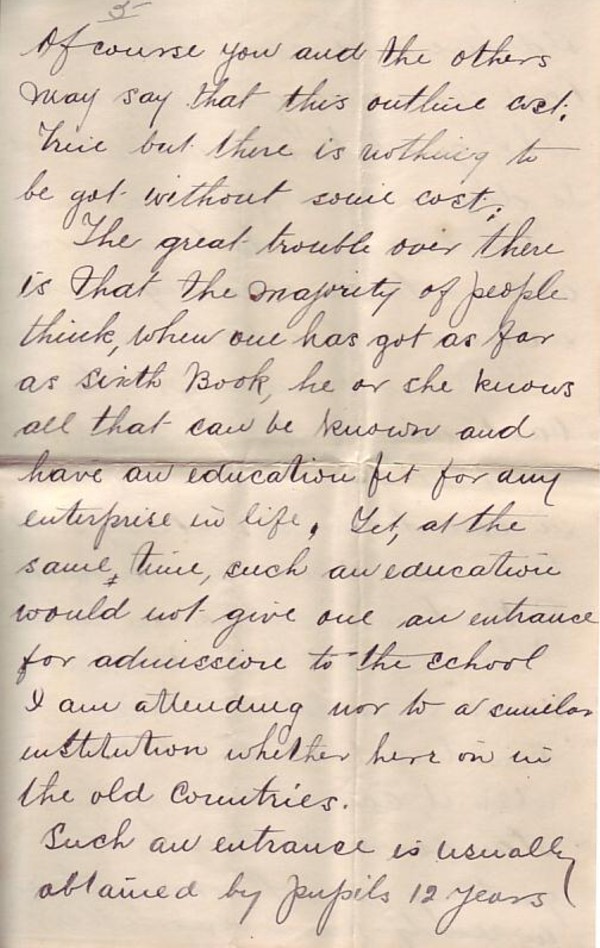 5
Of course you and the others
may say that this outline cost.
True but there is nothing to
be got without some cost.
The great trouble over there
is that the majority of people
think, when one has got as far
as Sixth Book, he or she knows
all that can be known and
have an education fit for any
enterprise in life. Yet, at the
same time, such an education
would not give one an entrance
for admission to the school
I am attending nor to a similar
institution whether here on in
the old Countries.
Such an entrance is usually
obtained by pupils 12 years